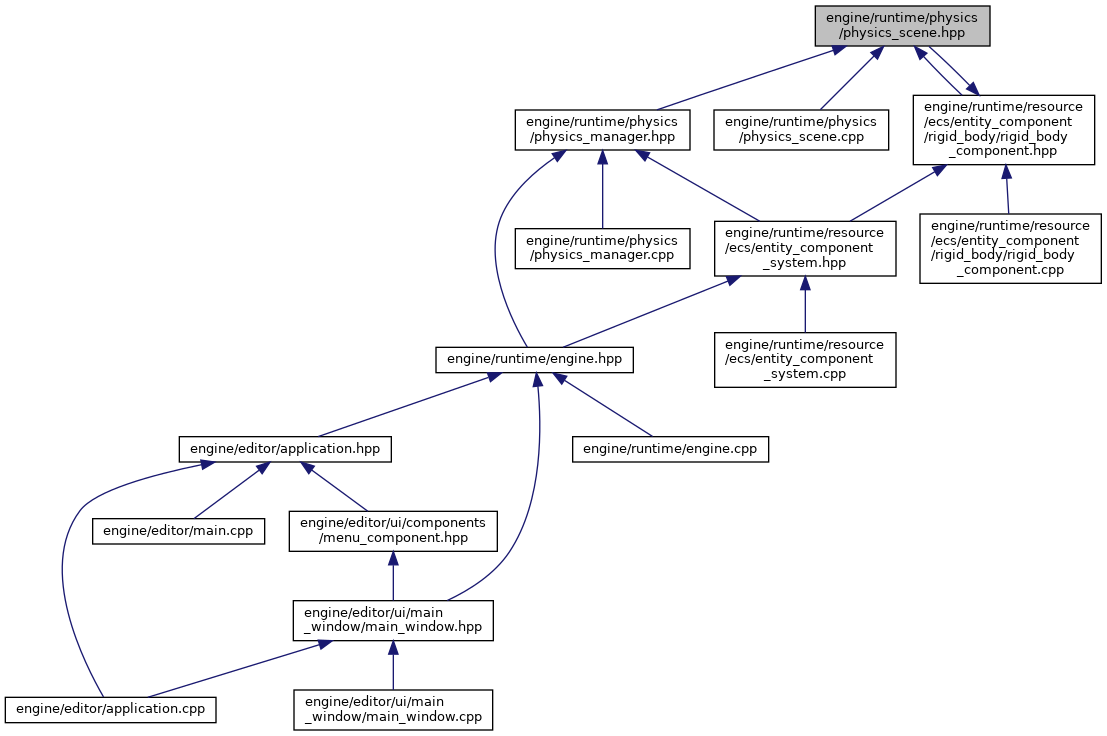 engine/runtime/physics
/physics_scene.hpp
engine/runtime/physics
/physics_manager.hpp
engine/runtime/physics
/physics_scene.cpp
engine/runtime/resource
/ecs/entity_component
/rigid_body/rigid_body
_component.hpp
engine/runtime/physics
/physics_manager.cpp
engine/runtime/resource
/ecs/entity_component
_system.hpp
engine/runtime/resource
/ecs/entity_component
/rigid_body/rigid_body
_component.cpp
engine/runtime/engine.hpp
engine/runtime/resource
/ecs/entity_component
_system.cpp
engine/editor/application.hpp
engine/runtime/engine.cpp
engine/editor/main.cpp
engine/editor/ui/components
/menu_component.hpp
engine/editor/ui/main
_window/main_window.hpp
engine/editor/application.cpp
engine/editor/ui/main
_window/main_window.cpp